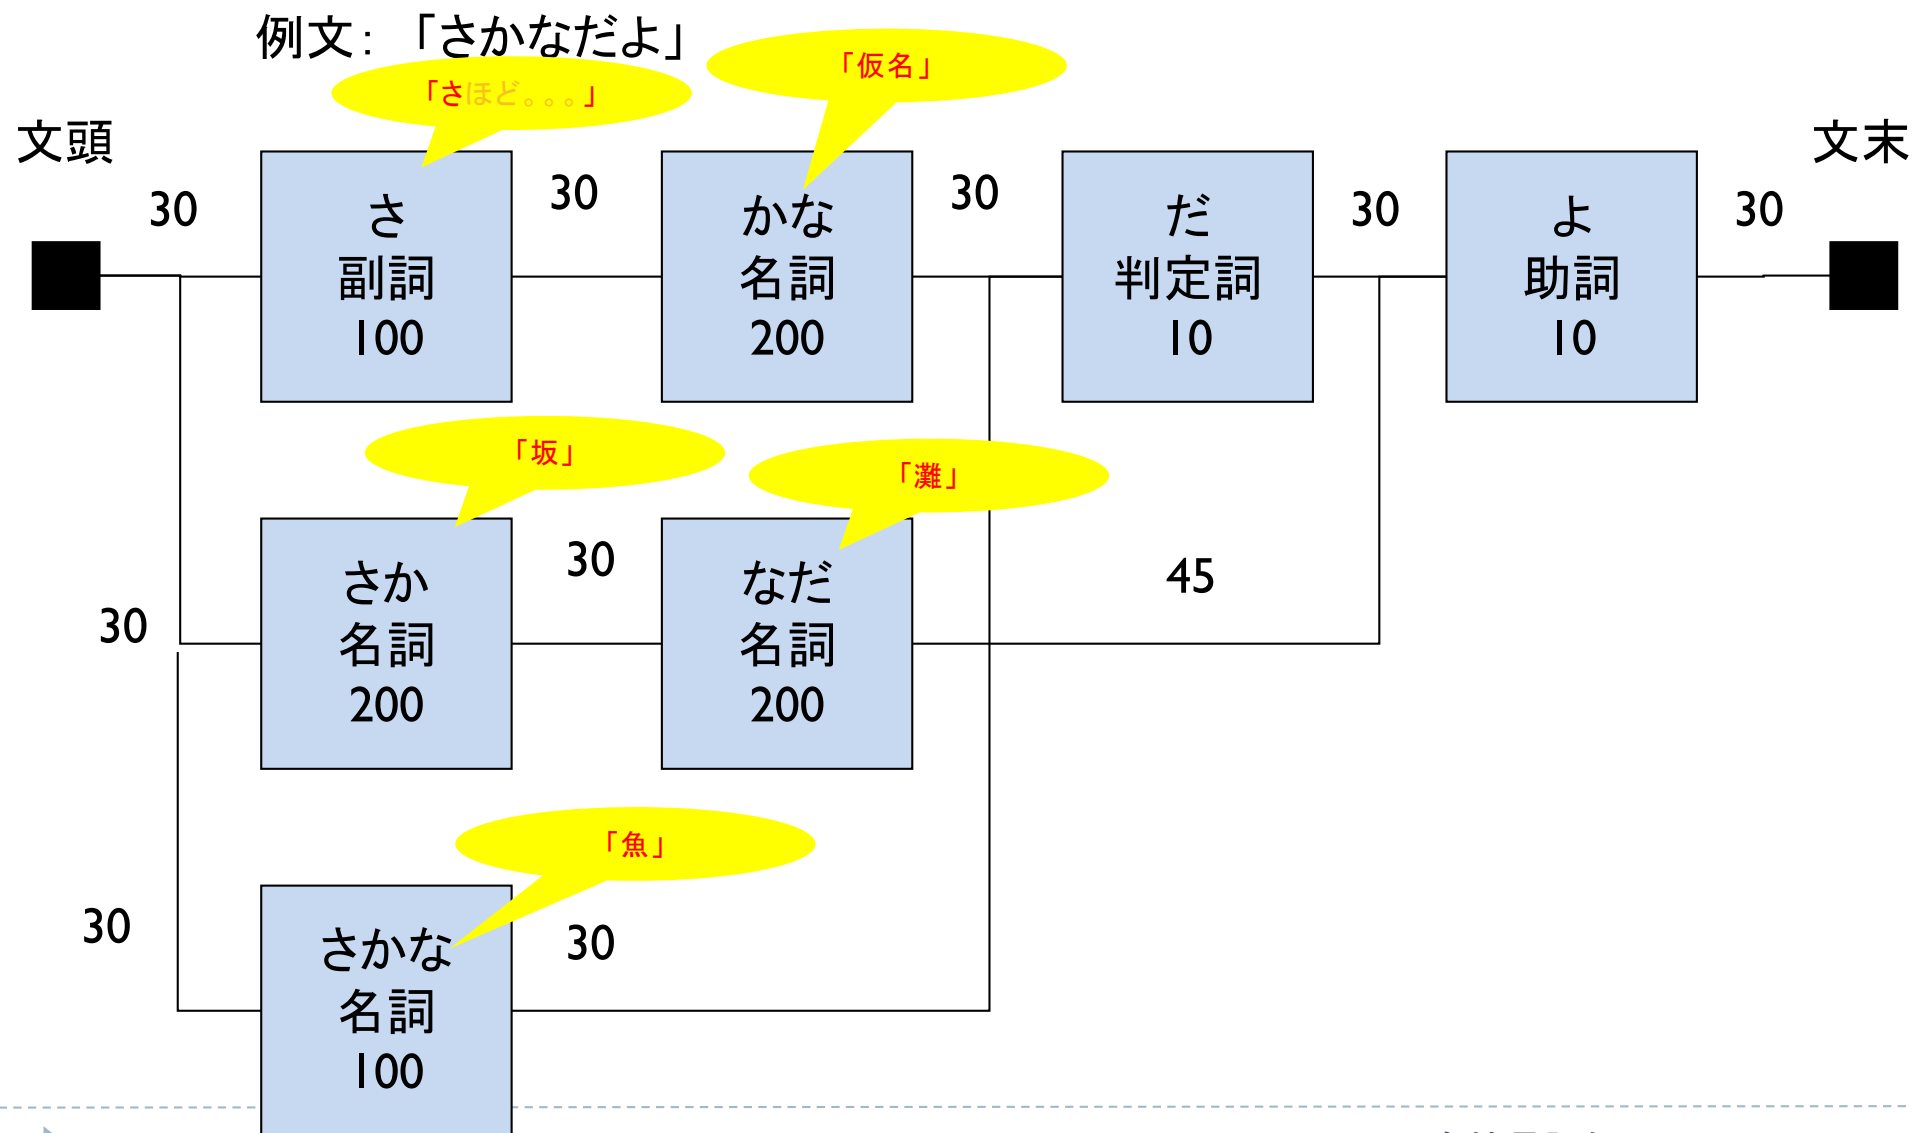 例文：「さかなだよ」
「仮名」
「さほど。。。」
文頭
文末
30
30
30
30
30
さ
副詞
100
かな
名詞
200
だ
判定詞
10
よ
助詞
10
「坂」
「灘」
30
30
45
さか
名詞
200
なだ
名詞
200
「魚」
30
30
さかな
名詞
100